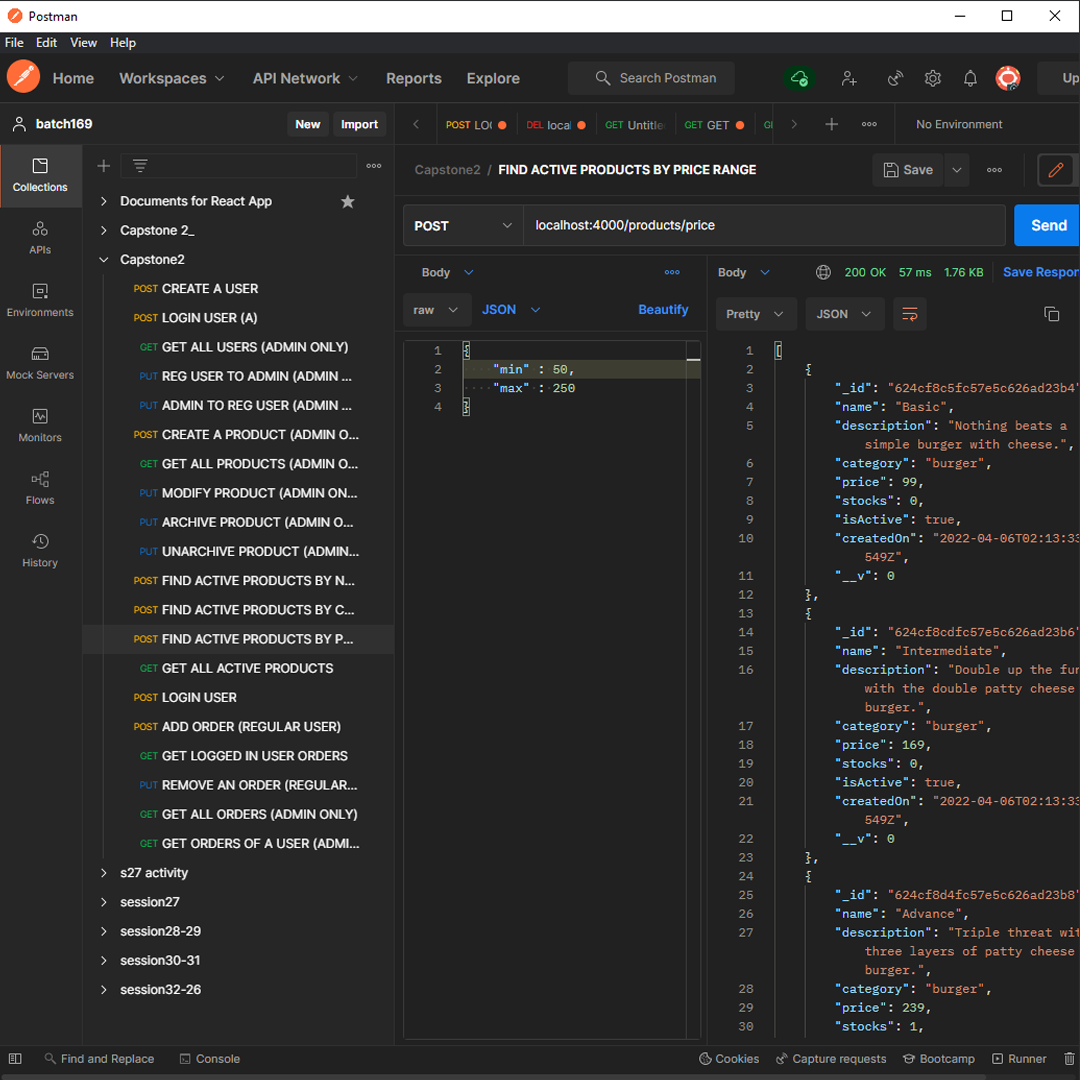 Postman
File Edit View Help
Home Workspaces API Network Reports Explore Search Postman Up
batch169 New Import
POST LO DEL local GET Untitle GET GET No Environment
Collections
APIs
Environments
Mock Servers
Monitors
Flows
History
Documents for React App
Capstone 2_
Capstone2
POST CREATE A USER
POST LOGIN USER (A)
GET GET ALL USERS (ADMIN ONLY)
PUT REG USER TO ADMIN (ADMIN ...
PUT ADMIN TO REG USER (ADMIN ...
POST CREATE A PRODUCT (ADMIN O...
GET GET ALL PRODUCTS (ADMIN O...
PUT MODIFY PRODUCT (ADMIN ON...
PUT ARCHIVE PRODUCT (ADMIN O...
PUT UNARCHIVE PRODUCT (ADMIN...
POST FIND ACTIVE PRODUCTS BY N...
POST FIND ACTIVE PRODUCTS BY C...
POST FIND ACTIVE PRODUCTS BY P...
GET GET ALL ACTIVE PRODUCTS
POST LOGIN USER
POST ADD ORDER (REGULAR USER)
GET GET LOGGED IN USER ORDERS
PUT REMOVE AN ORDER (REGULAR...
GET GET ALL ORDERS (ADMIN ONLY)
GET GET ORDERS OF A USER (ADMI...
s27 activity
session27
session28-29
session30-31
session32-26
Capstone2 / FIND ACTIVE PRODUCTS BY PRICE RANGE Save
POST localhost:4000/products/price Send
Body
raw JSON Beautify
1 {
2 "min" : 50,
3 "max" : 250
4 }
Body 200 OK 57 ms 1.76 KB Save Respon
Pretty JSON
1 [
2 {
3 "_id": "624cf8c5fc57e5c626ad23b4"
4 "name": "Basic",
5 "description": "Nothing beats a
simple burger with cheese.",
6 "category": "burger",
7 "price": 99,
8 "stocks": 0,
9 "isActive": true,
10 "createdOn": "2022-04-06T02:13:33
549Z",
11 "__v": 0
12 },
13 {
14 "_id": "624cf8cdfc57e5c626ad23b6"
15 "name": "Intermediate",
16 "description": "Double up the fun
with the double patty cheese
burger.",
17 "category": "burger",
18 "price": 169,
19 "stocks": 0,
20 "isActive": true,
21 "createdOn": "2022-04-06T02:13:33
549Z",
22 "__v": 0
23 },
24 {
25 "_id": "624cf8d4fc57e5c626ad23b8"
26 "name": "Advance",
27 "description": "Triple threat wit
three layers of patty cheese
burger.",
28 "category": "burger",
29 "price": 239,
30 "stocks": 1,
Find and Replace Console Cookies Capture requests Bootcamp Runner